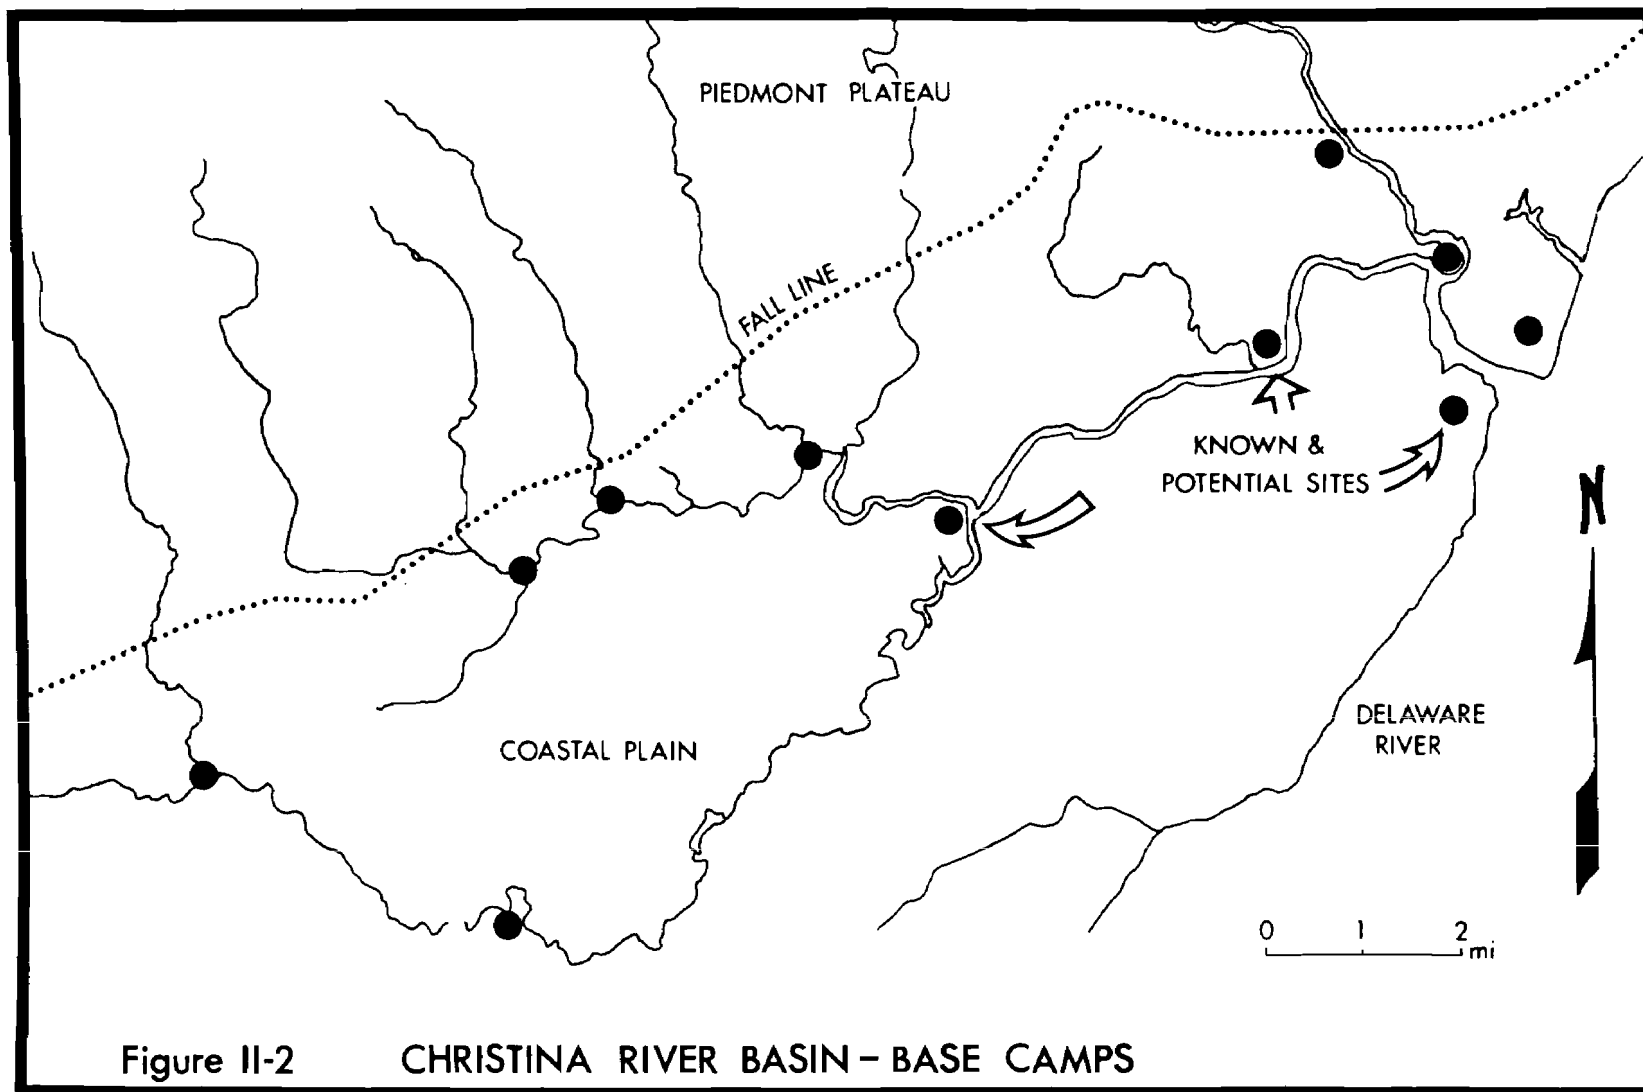 PIEDMONT PLATEAU
FALL LINE
KNOWN &
POTENTIAL SITES
N
DELAWARE
RIVER
COASTAL PLAIN
0 1 2
mi
Figure II-2 CHRISTINA RIVER BASIN – BASE CAMPS